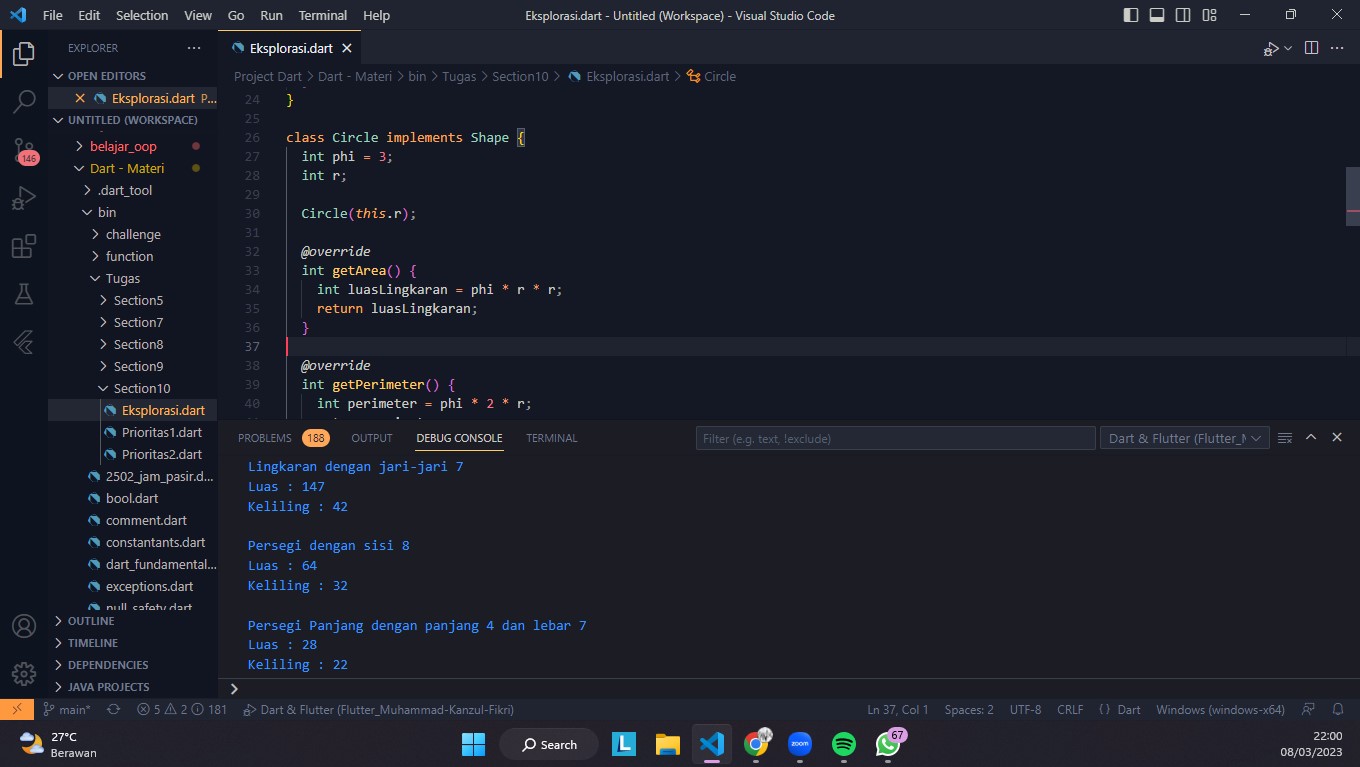 File Edit Selection View Go Run Terminal Help
Eksplorasi.dart - Untitled (Workspace) - Visual Studio Code
EXPLORER
OPEN EDITORS
Eksplorasi.dart P...
UNTITLED (WORKSPACE)
belajar_oop
Dart - Materi
.dart_tool
bin
challenge
function
Tugas
Section5
Section7
Section8
Section9
Section10
Eksplorasi.dart
Prioritas1.dart
Prioritas2.dart
2502_jam_pasir.d...
bool.dart
comment.dart
constantants.dart
dart_fundamental...
exceptions.dart
null_safety.dart
OUTLINE
TIMELINE
DEPENDENCIES
JAVA PROJECTS
146
Eksplorasi.dart
Project Dart > Dart - Materi > bin > Tugas > Section10 > Eksplorasi.dart > Circle
24 }
25
26 class Circle implements Shape {
27 int phi = 3;
28 int r;
29
30 Circle(this.r);
31
32 @override
33 int getArea() {
34 int luasLingkaran = phi * r * r;
35 return luasLingkaran;
36 }
37
38 @override
39 int getPerimeter() {
40 int perimeter = phi * 2 * r;
PROBLEMS 188 OUTPUT DEBUG CONSOLE TERMINAL
Filter (e.g. text, !exclude)
Dart & Flutter (Flutter_M
Lingkaran dengan jari-jari 7
Luas : 147
Keliling : 42
Persegi dengan sisi 8
Luas : 64
Keliling : 32
Persegi Panjang dengan panjang 4 dan lebar 7
Luas : 28
Keliling : 22
main* 5 2 181 Dart & Flutter (Flutter_Muhammad-Kanzul-Fikri)
Ln 37, Col 1 Spaces: 2 UTF-8 CRLF {} Dart Windows (windows-x64)
27°C
Berawan
Search
L
zoom
67
22:00
08/03/2023